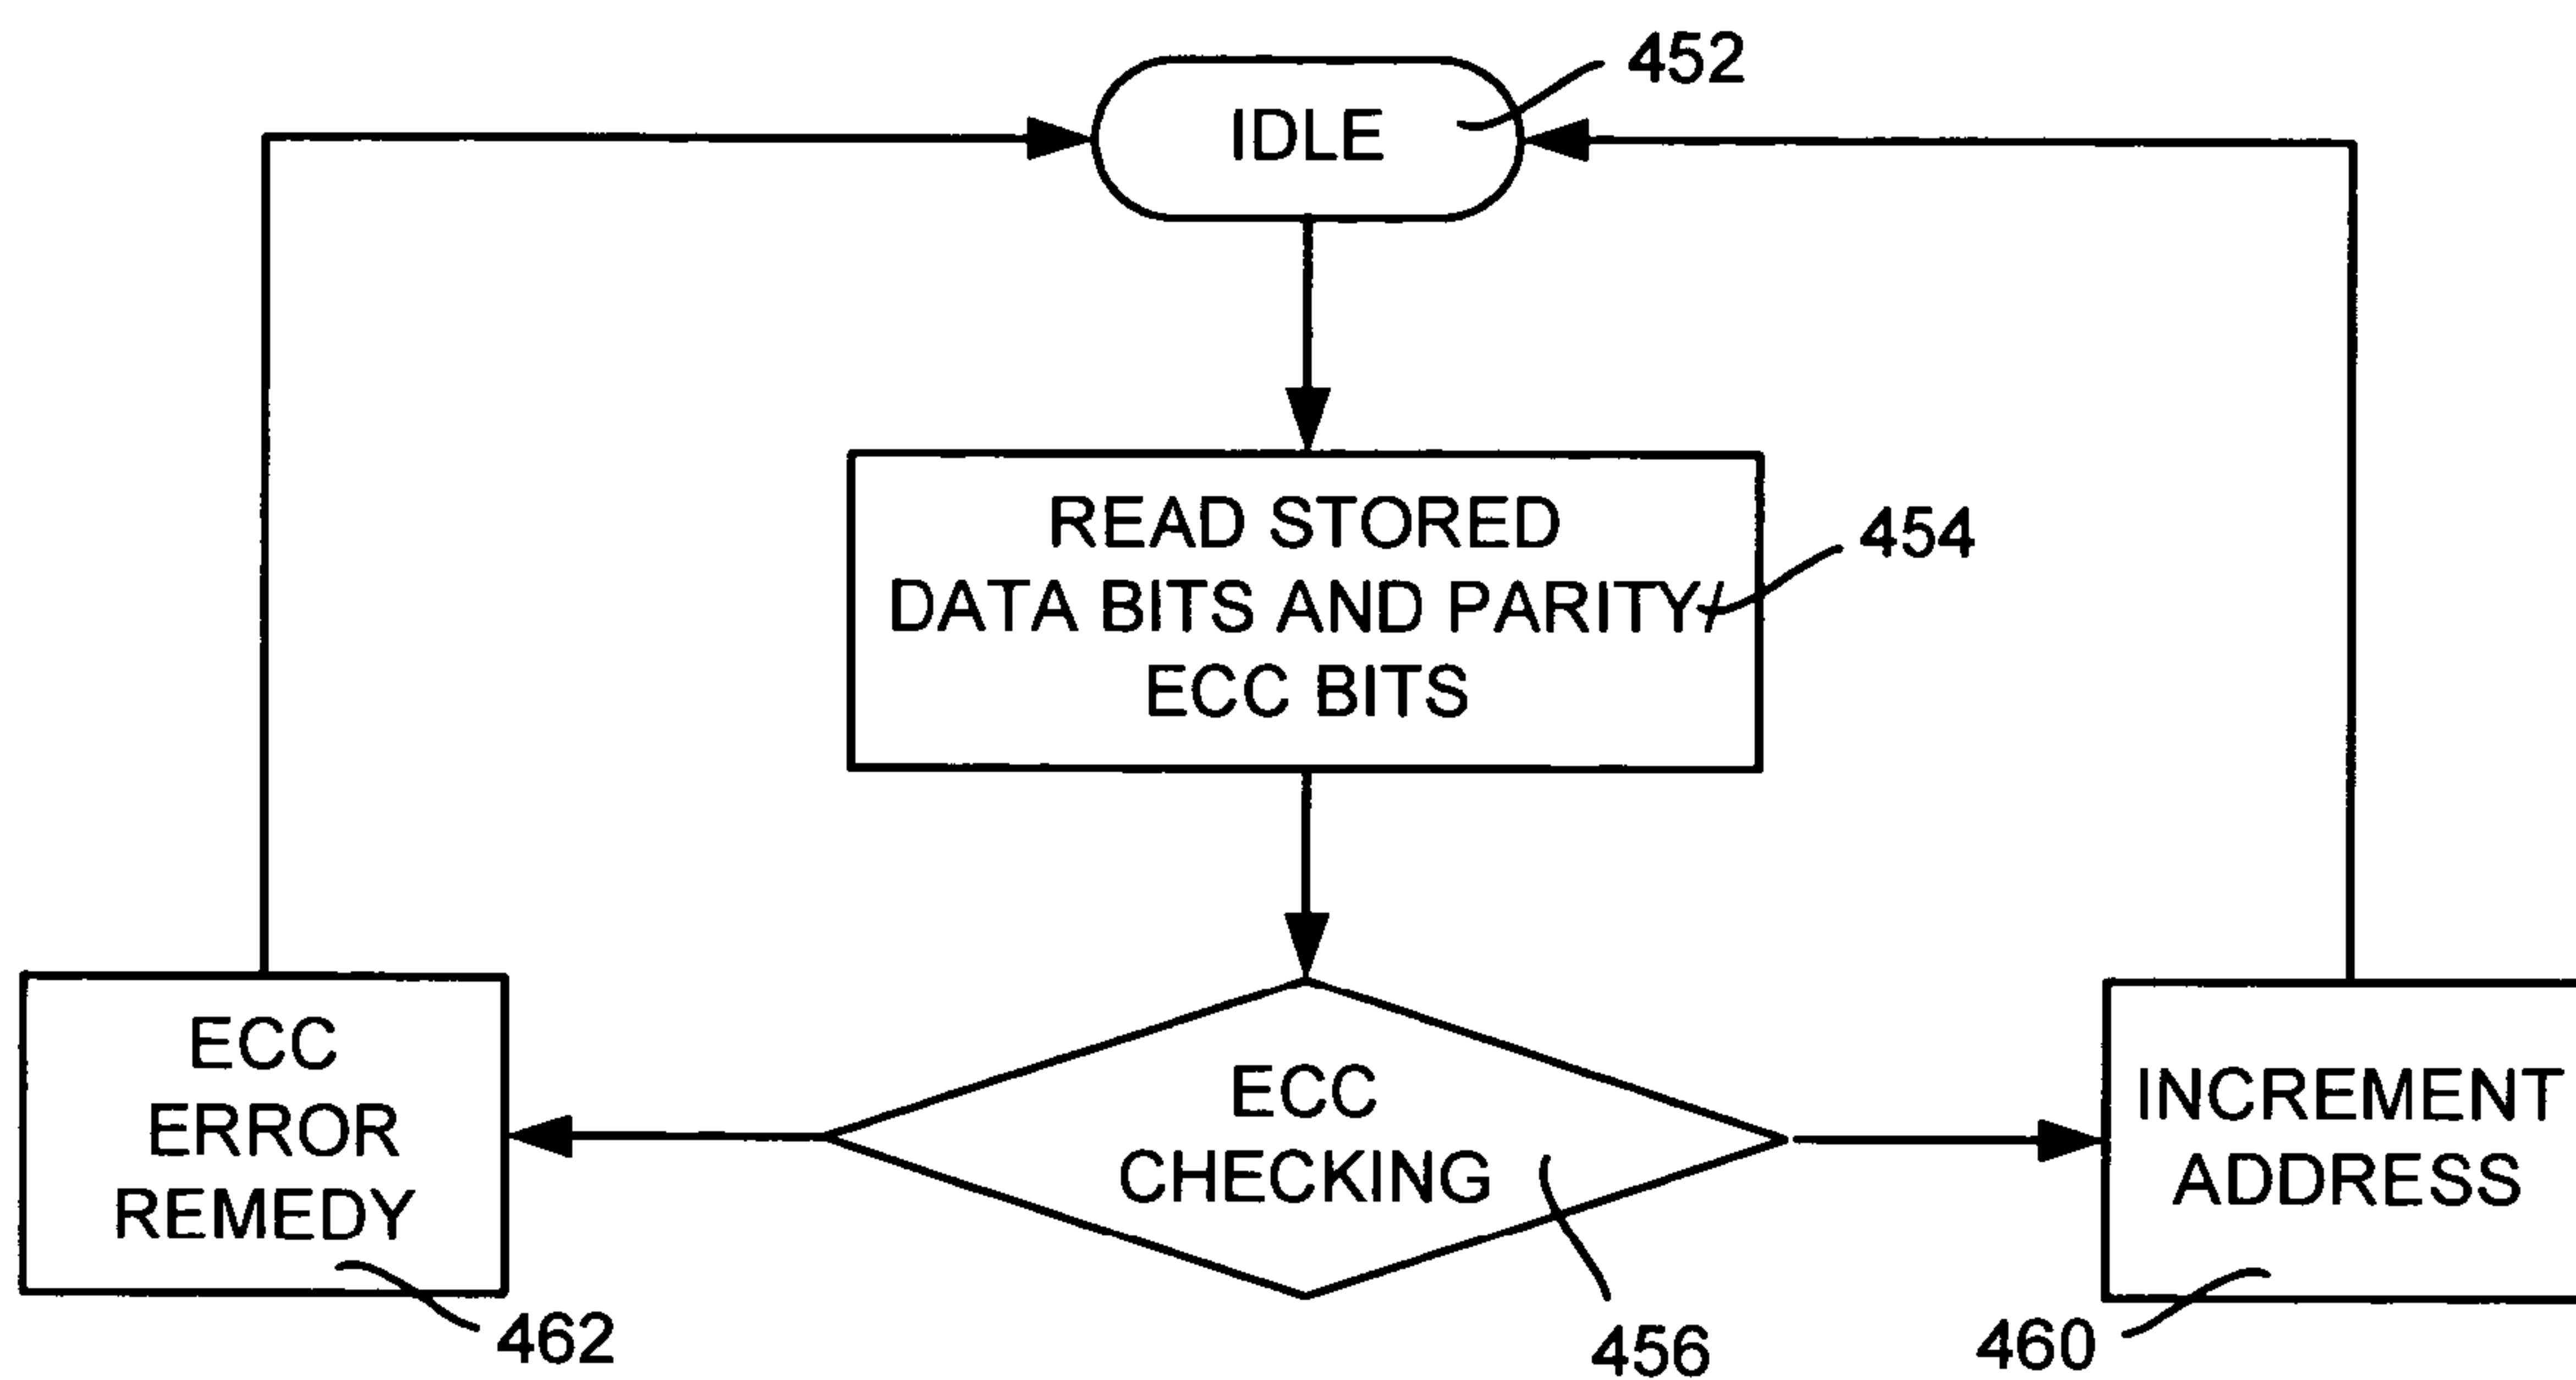 452
IDLE
READ STORED
DATA BITS AND PARITY/
ECC BITS
454
ECC
ERROR
REMEDY
462
ECC
CHECKING
456
INCREMENT
ADDRESS
460